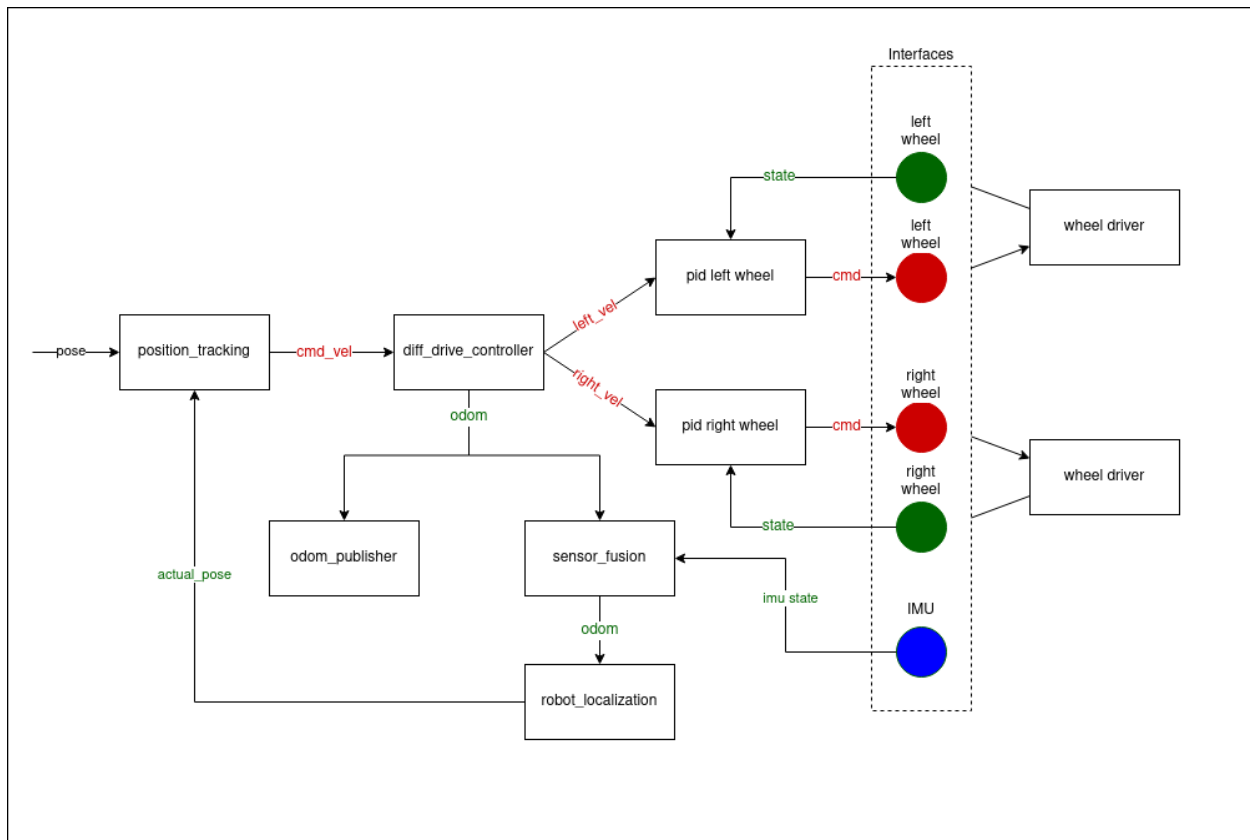 Interfaces
left
wheel
state
left
wheel
wheel driver
pid left wheel
cmd
left_vel
pose
position_tracking
cmd_vel
diff_drive_controller
right_vel
right
wheel
odom
pid right wheel
cmd
right
wheel
wheel driver
state
odom_publisher
sensor_fusion
actual_pose
imu state
IMU
odom
robot_localization